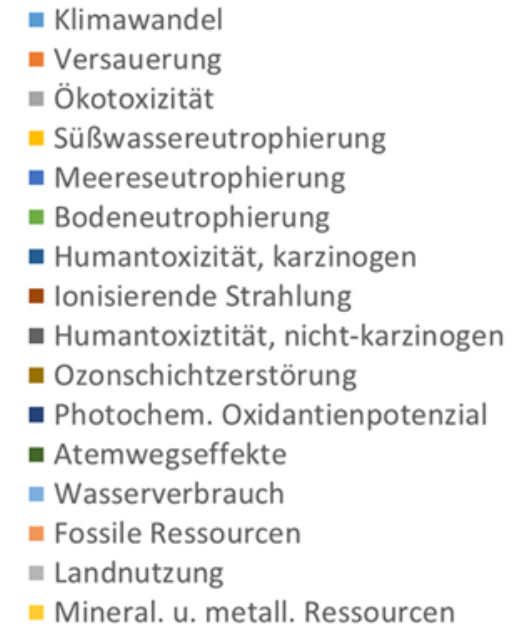 Klimawandel
Versauerung
Ökotoxizität
Süßwassereutrophierung
Meereseutrophierung
Bodeneutrophierung
Humantoxizität, karzinogen
Ionisierende Strahlung
Humantoxiztität, nicht-karzinogen
Ozonschichtzerstörung
Photochem. Oxidantienpotenzial
Atemwegseffekte
Wasserverbrauch
Fossile Ressourcen
Landnutzung
Mineral. u. metall. Ressourcen